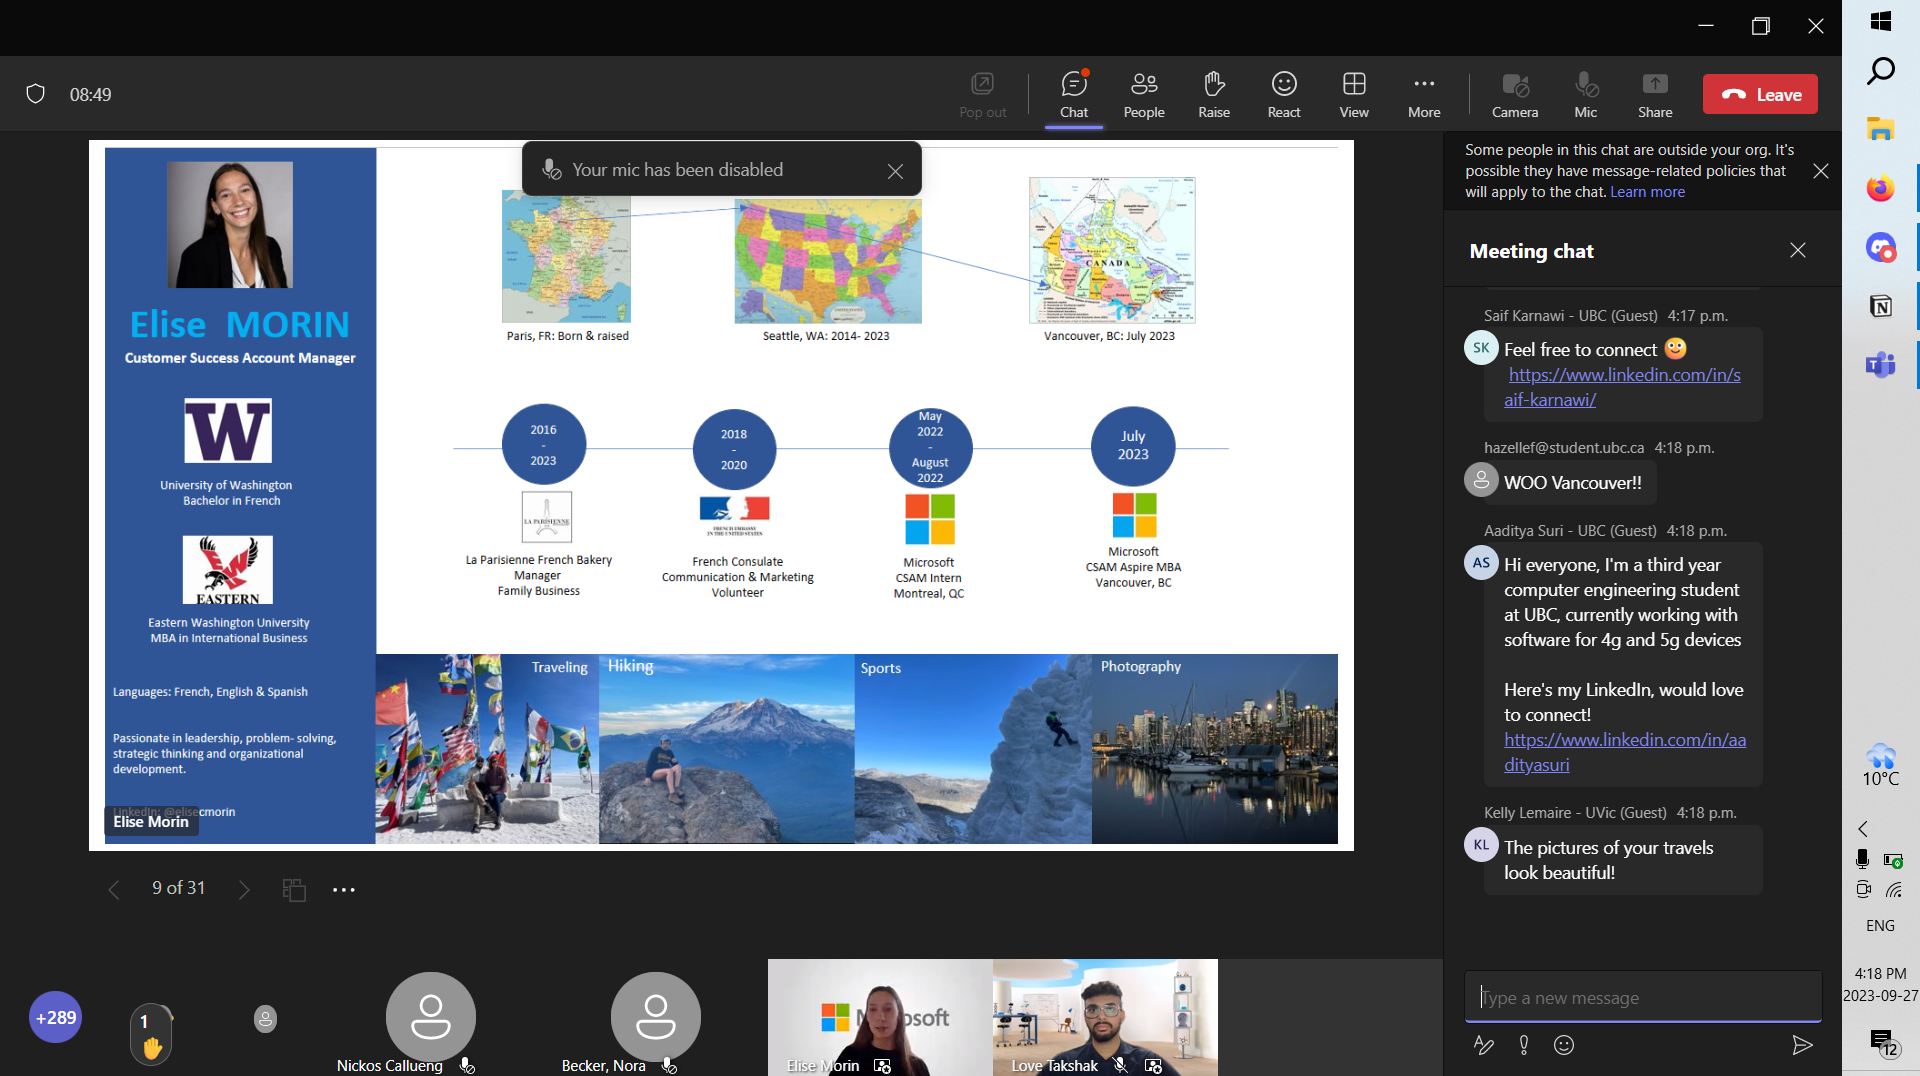 08:49
Pop out
Chat
People
Raise
React
View
More
Camera
Mic
Share
Leave
Your mic has been disabled
Elise MORIN
Customer Success Account Manager
W
University of Washington
Bachelor in French
EASTERN
Eastern Washington University
MBA in International Business
Languages: French, English & Spanish
Passionate in leadership, problem- solving,
strategic thinking and organizational
development.
LinkedIn: @elisecmorin
Elise Morin
CANADA
Paris, FR: Born & raised
Seattle, WA: 2014- 2023
Vancouver, BC: July 2023
2016
-
2023
2018
-
2020
May
2022
-
August
2022
July
2023
LA PARISIENNE
FRENCH EMBASSY
IN THE UNITED STATES
La Parisienne French Bakery
Manager
Family Business
French Consulate
Communication & Marketing
Volunteer
Microsoft
CSAM Intern
Montreal, QC
Microsoft
CSAM Aspire MBA
Vancouver, BC
Traveling
Hiking
Sports
Photography
9 of 31
+289
1
Nickos Callueng
Becker, Nora
Elise Morin
Love Takshak
Some people in this chat are outside your org. It's
possible they have message-related policies that
will apply to the chat. Learn more
Meeting chat
Saif Karnawi - UBC (Guest) 4:17 p.m.
SK
Feel free to connect
https://www.linkedin.com/in/s
aif-karnawi/
hazellef@student.ubc.ca 4:18 p.m.
WOO Vancouver!!
Aaditya Suri - UBC (Guest) 4:18 p.m.
AS
Hi everyone, I'm a third year
computer engineering student
at UBC, currently working with
software for 4g and 5g devices
Here's my LinkedIn, would love
to connect!
https://www.linkedin.com/in/aa
dityasuri
Kelly Lemaire - UVic (Guest) 4:18 p.m.
KL
The pictures of your travels
look beautiful!
Type a new message
10°C
ENG
4:18 PM
2023-09-27
12